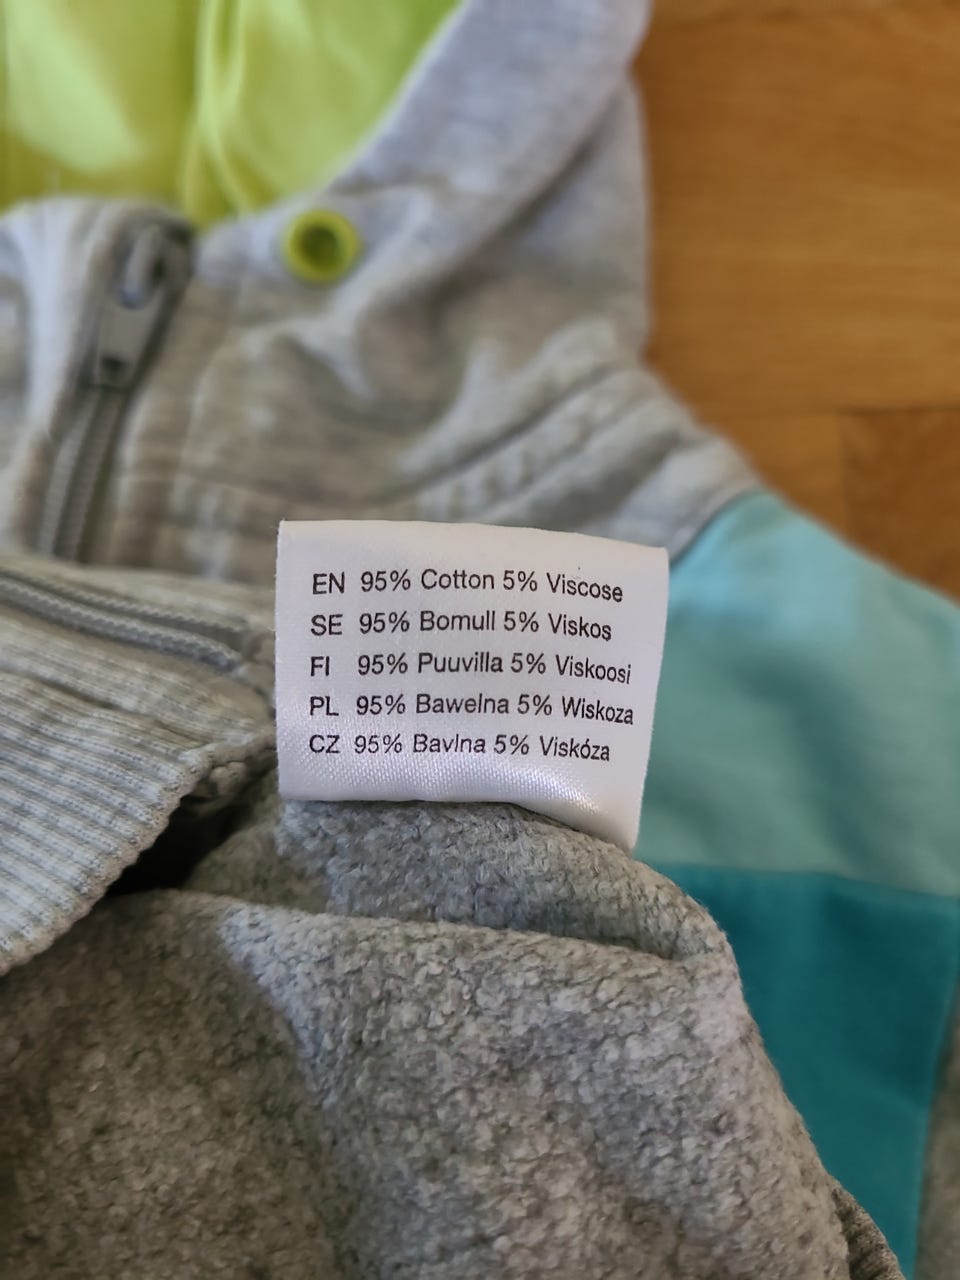 EN 95% Cotton 5% Viscose
SE 95% Bomull 5% Viskos
FI 95% Puuvilla 5% Viskoosi
PL 95% Bawelna 5% Wiskoza
CZ 95% Bavlna 5% Viskóza